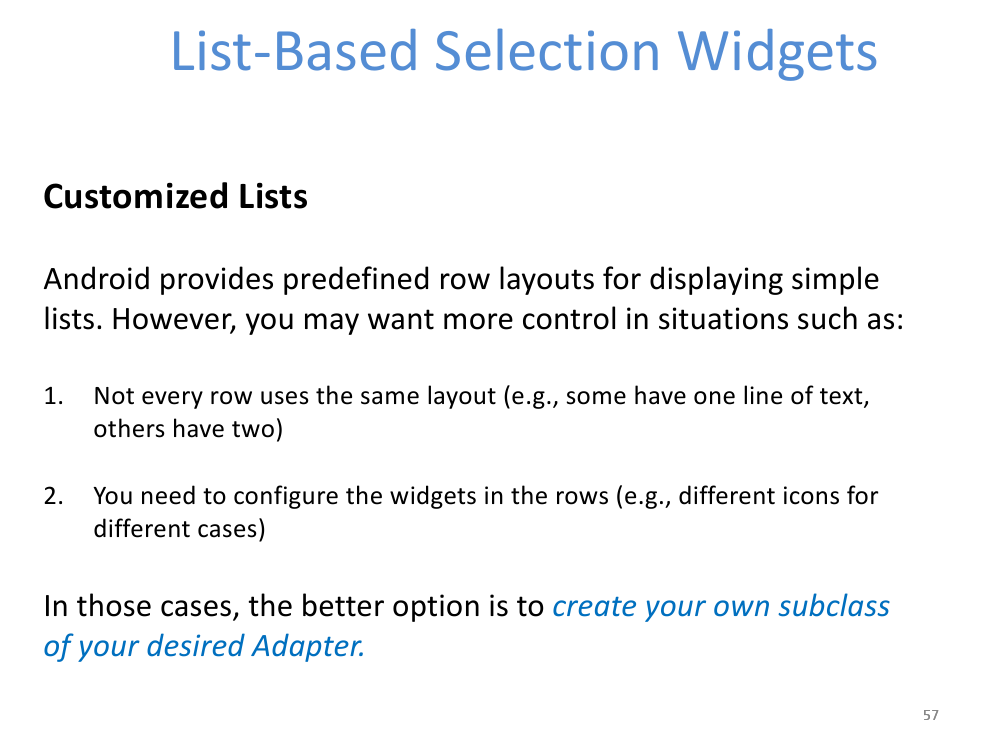 List-Based Selection Widgets
Customized Lists
Android provides predefined row layouts for displaying simple
lists. However, you may want more control in situations such as:
1. Not every row uses the same layout (e.g., some have one line of text,
others have two)
2. You need to configure the widgets in the rows (e.g., different icons for
different cases)
In those cases, the better option is to create your own subclass
of your desired Adapter.
57